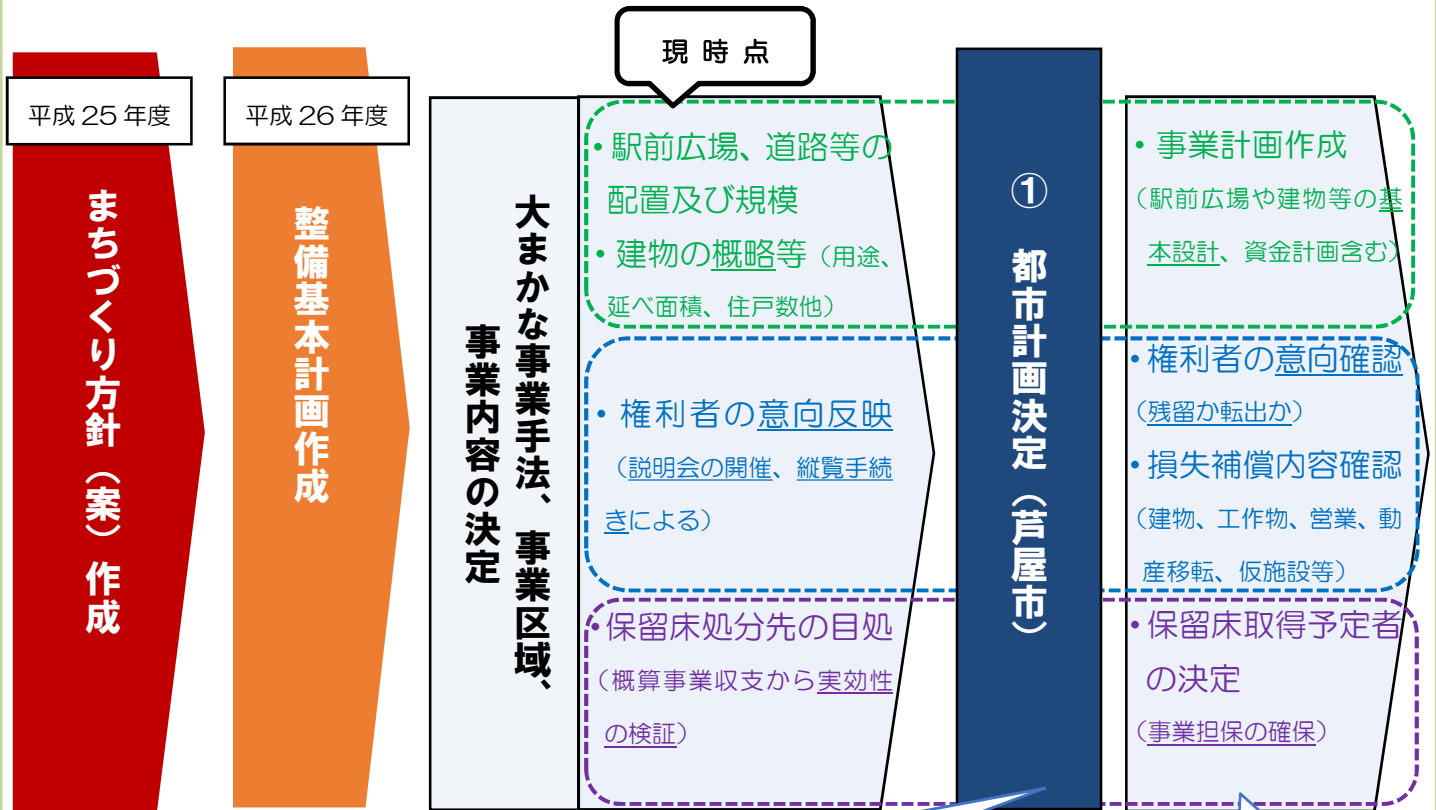 現時点
平成25年度
まちづくり方針（案）作成
平成26年度
整備基本計画作成
大まかな事業手法、事業区域、
事業内容の決定
・駅前広場、道路等の
配置及び規模
・建物の概略等（用途、
延べ面積、住戸数他）
・権利者の意向反映
（説明会の開催、縦覧手続
きによる）
・保留床処分先の目処
（概算事業収支から実効性
の検証）
① 都市計画決定（芦屋市）
・事業計画作成
（駅前広場や建物等の基
本設計、資金計画含む）
・権利者の意向確認
（残留か転出か）
・損失補償内容確認
（建物、工作物、営業、動
産移転、仮施設等）
・保留床取得予定者
の決定
（事業担保の確保）